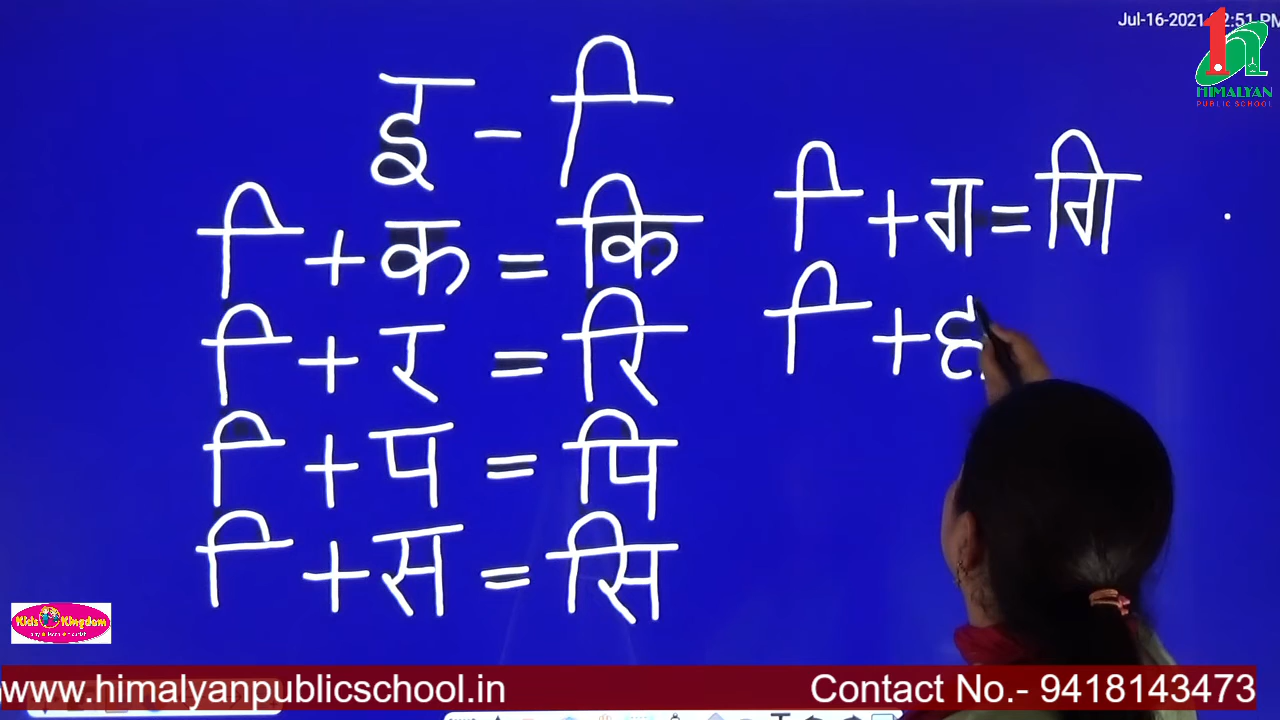 Jul-16-2021
HIMALYAN
PUBLIC SCHOOL
इ - ि
ि + क = कि
ि + र = रि
ि + प = पि
ि + स = सि
ि + ग = गि
ि +
Kids Kingdom
www.himalyanpublicschool.in
Contact No.- 9418143473